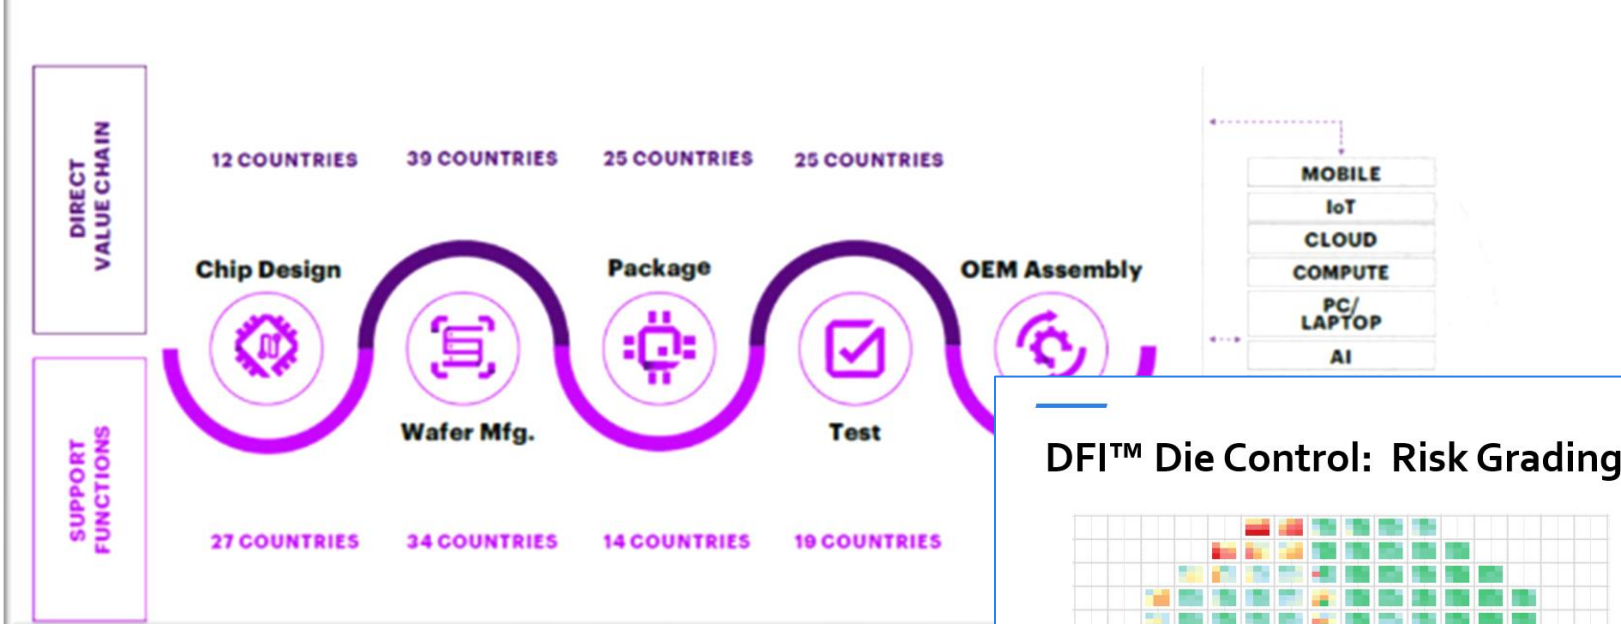 DIRECT
VALUE CHAIN
12 COUNTRIES
39 COUNTRIES
25 COUNTRIES
25 COUNTRIES
Chip Design
Package
OEM Assembly
Wafer Mfg.
Test
SUPPORT
FUNCTIONS
27 COUNTRIES
34 COUNTRIES
14 COUNTRIES
19 COUNTRIES
MOBILE
IoT
CLOUD
COMPUTE
PC/
LAPTOP
AI
DFI™ Die Control: Risk Grading